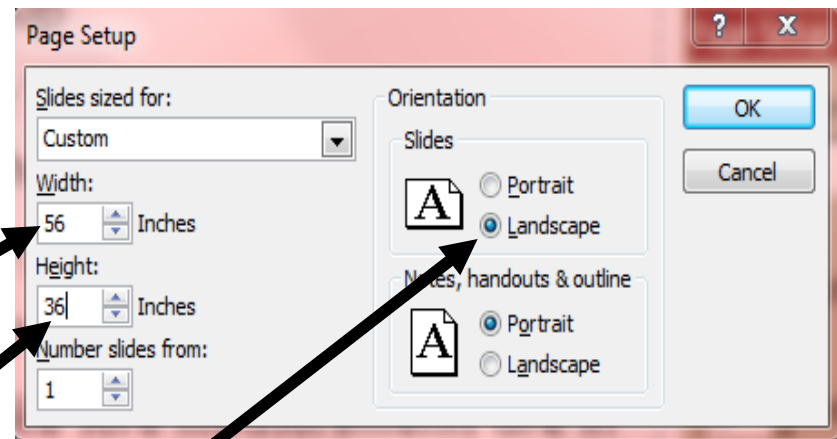 Page Setup
Slides sized for:
Custom
Width:
56 Inches
Height:
36 Inches
Number slides from:
1
Orientation
Slides
A
Portrait
Landscape
Notes, handouts & outline
A
Portrait
Landscape
?
X
OK
Cancel